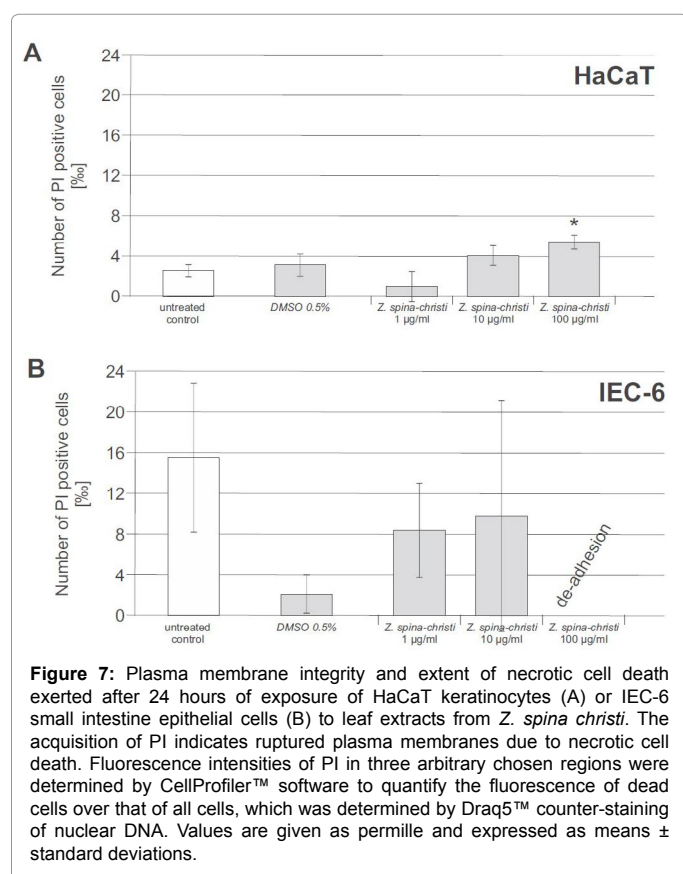 A
24
HaCaT
20
16
12
8
*
4
0
Number of PI positive cells
[‰]
untreated
control
DMSO 0.5%
Z. spina-christi
1 µg/ml
Z. spina-christi
10 µg/ml
Z. spina-christi
100 µg/ml
B
24
IEC-6
20
16
12
8
4
0
Number of PI positive cells
[‰]
de-adhesion
untreated
control
DMSO 0.5%
Z. spina-christi
1 µg/ml
Z. spina-christi
10 µg/ml
Z. spina-christi
100 µg/ml
Figure 7: Plasma membrane integrity and extent of necrotic cell death
exerted after 24 hours of exposure of HaCaT keratinocytes (A) or IEC-6
small intestine epithelial cells (B) to leaf extracts from Z. spina christi. The
acquisition of PI indicates ruptured plasma membranes due to necrotic cell
death. Fluorescence intensities of PI in three arbitrary chosen regions were
determined by CellProfiler™ software to quantify the fluorescence of dead
cells over that of all cells, which was determined by Draq5™ counter-staining
of nuclear DNA. Values are given as permille and expressed as means ±
standard deviations.